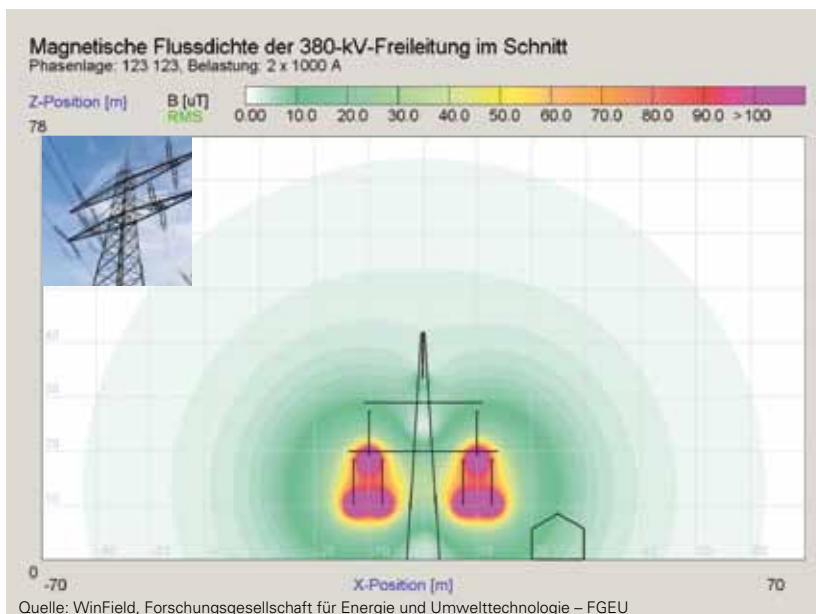 Magnetische Flussdichte der 380-kV-Freileitung im Schnitt
Phasenlage: 123 123, Belastung: 2 x 1000 A
Z-Position [m]
B [uT]
RMS
0.00 10.0 20.0 30.0 40.0 50.0 60.0 70.0 80.0 90.0 >100
78
0
-70
X-Position [m]
70
Quelle: WinField, Forschungsgesellschaft für Energie und Umwelttechnologie – FGEU